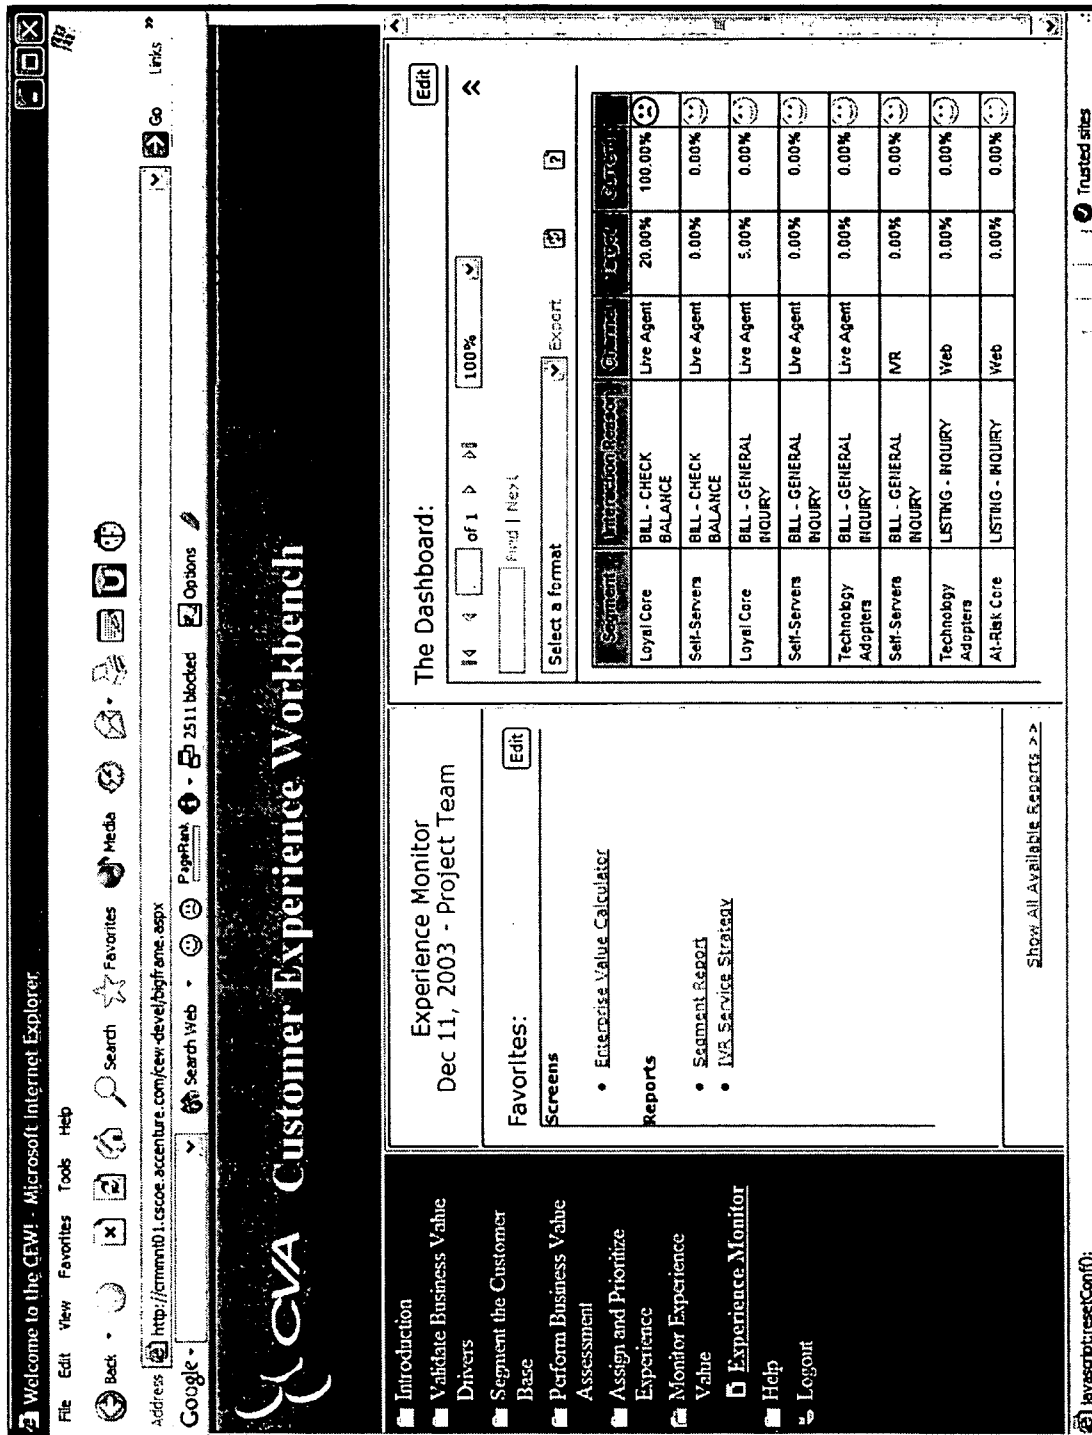 Welcome to the CEW! - Microsoft Internet Explorer
File Edit View Favorites Tools Help
Back Search Favorites Media
Address http://crmnt01.cscoe.accenture.com/cew-devel/bigframe.aspx Go Links »
Google Search Web PageRank 2511 blocked Options
CVA Customer Experience Workbench
Introduction
Validate Business Value
Drivers
Segment the Customer
Base
Perform Business Value
Assessment
Assign and Prioritize
Experience
Monitor Experience
Value
Experience Monitor
Help
Logout
Experience Monitor
Dec 11, 2003 - Project Team
Favorites: Edit
Screens
• Enterprise Value Calculator
Reports
• Segment Report
• IVR Service Strategy
Show All Available Reports >>
The Dashboard: Edit
of 1 100%
Find | Next
Select a format Export
Segment Interaction Reason Channel Target Current
Loyal Core BILL - CHECK BALANCE Live Agent 20.00% 100.00%
Self-Servers BILL - CHECK BALANCE Live Agent 0.00% 0.00%
Loyal Core BILL - GENERAL INQUIRY Live Agent 5.00% 0.00%
Self-Servers BILL - GENERAL INQUIRY Live Agent 0.00% 0.00%
Technology Adopters BILL - GENERAL INQUIRY Live Agent 0.00% 0.00%
Self-Servers BILL - GENERAL INQUIRY IVR 0.00% 0.00%
Technology Adopters LISTING - INQUIRY Web 0.00% 0.00%
At-Risk Core LISTING - INQUIRY Web 0.00% 0.00%
javascript:resetConf(); Trusted sites